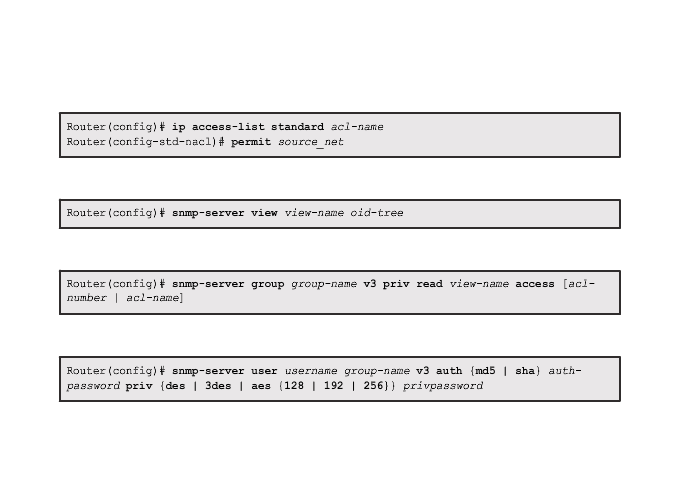 Router(config)# ip access-list standard acl-name
Router(config-std-nacl)# permit source_net
Router(config)# snmp-server view view-name oid-tree
Router(config)# snmp-server group group-name v3 priv read view-name access [acl-
number | acl-name]
Router(config)# snmp-server user username group-name v3 auth {md5 | sha} auth-
password priv {des | 3des | aes {128 | 192 | 256}} privpassword